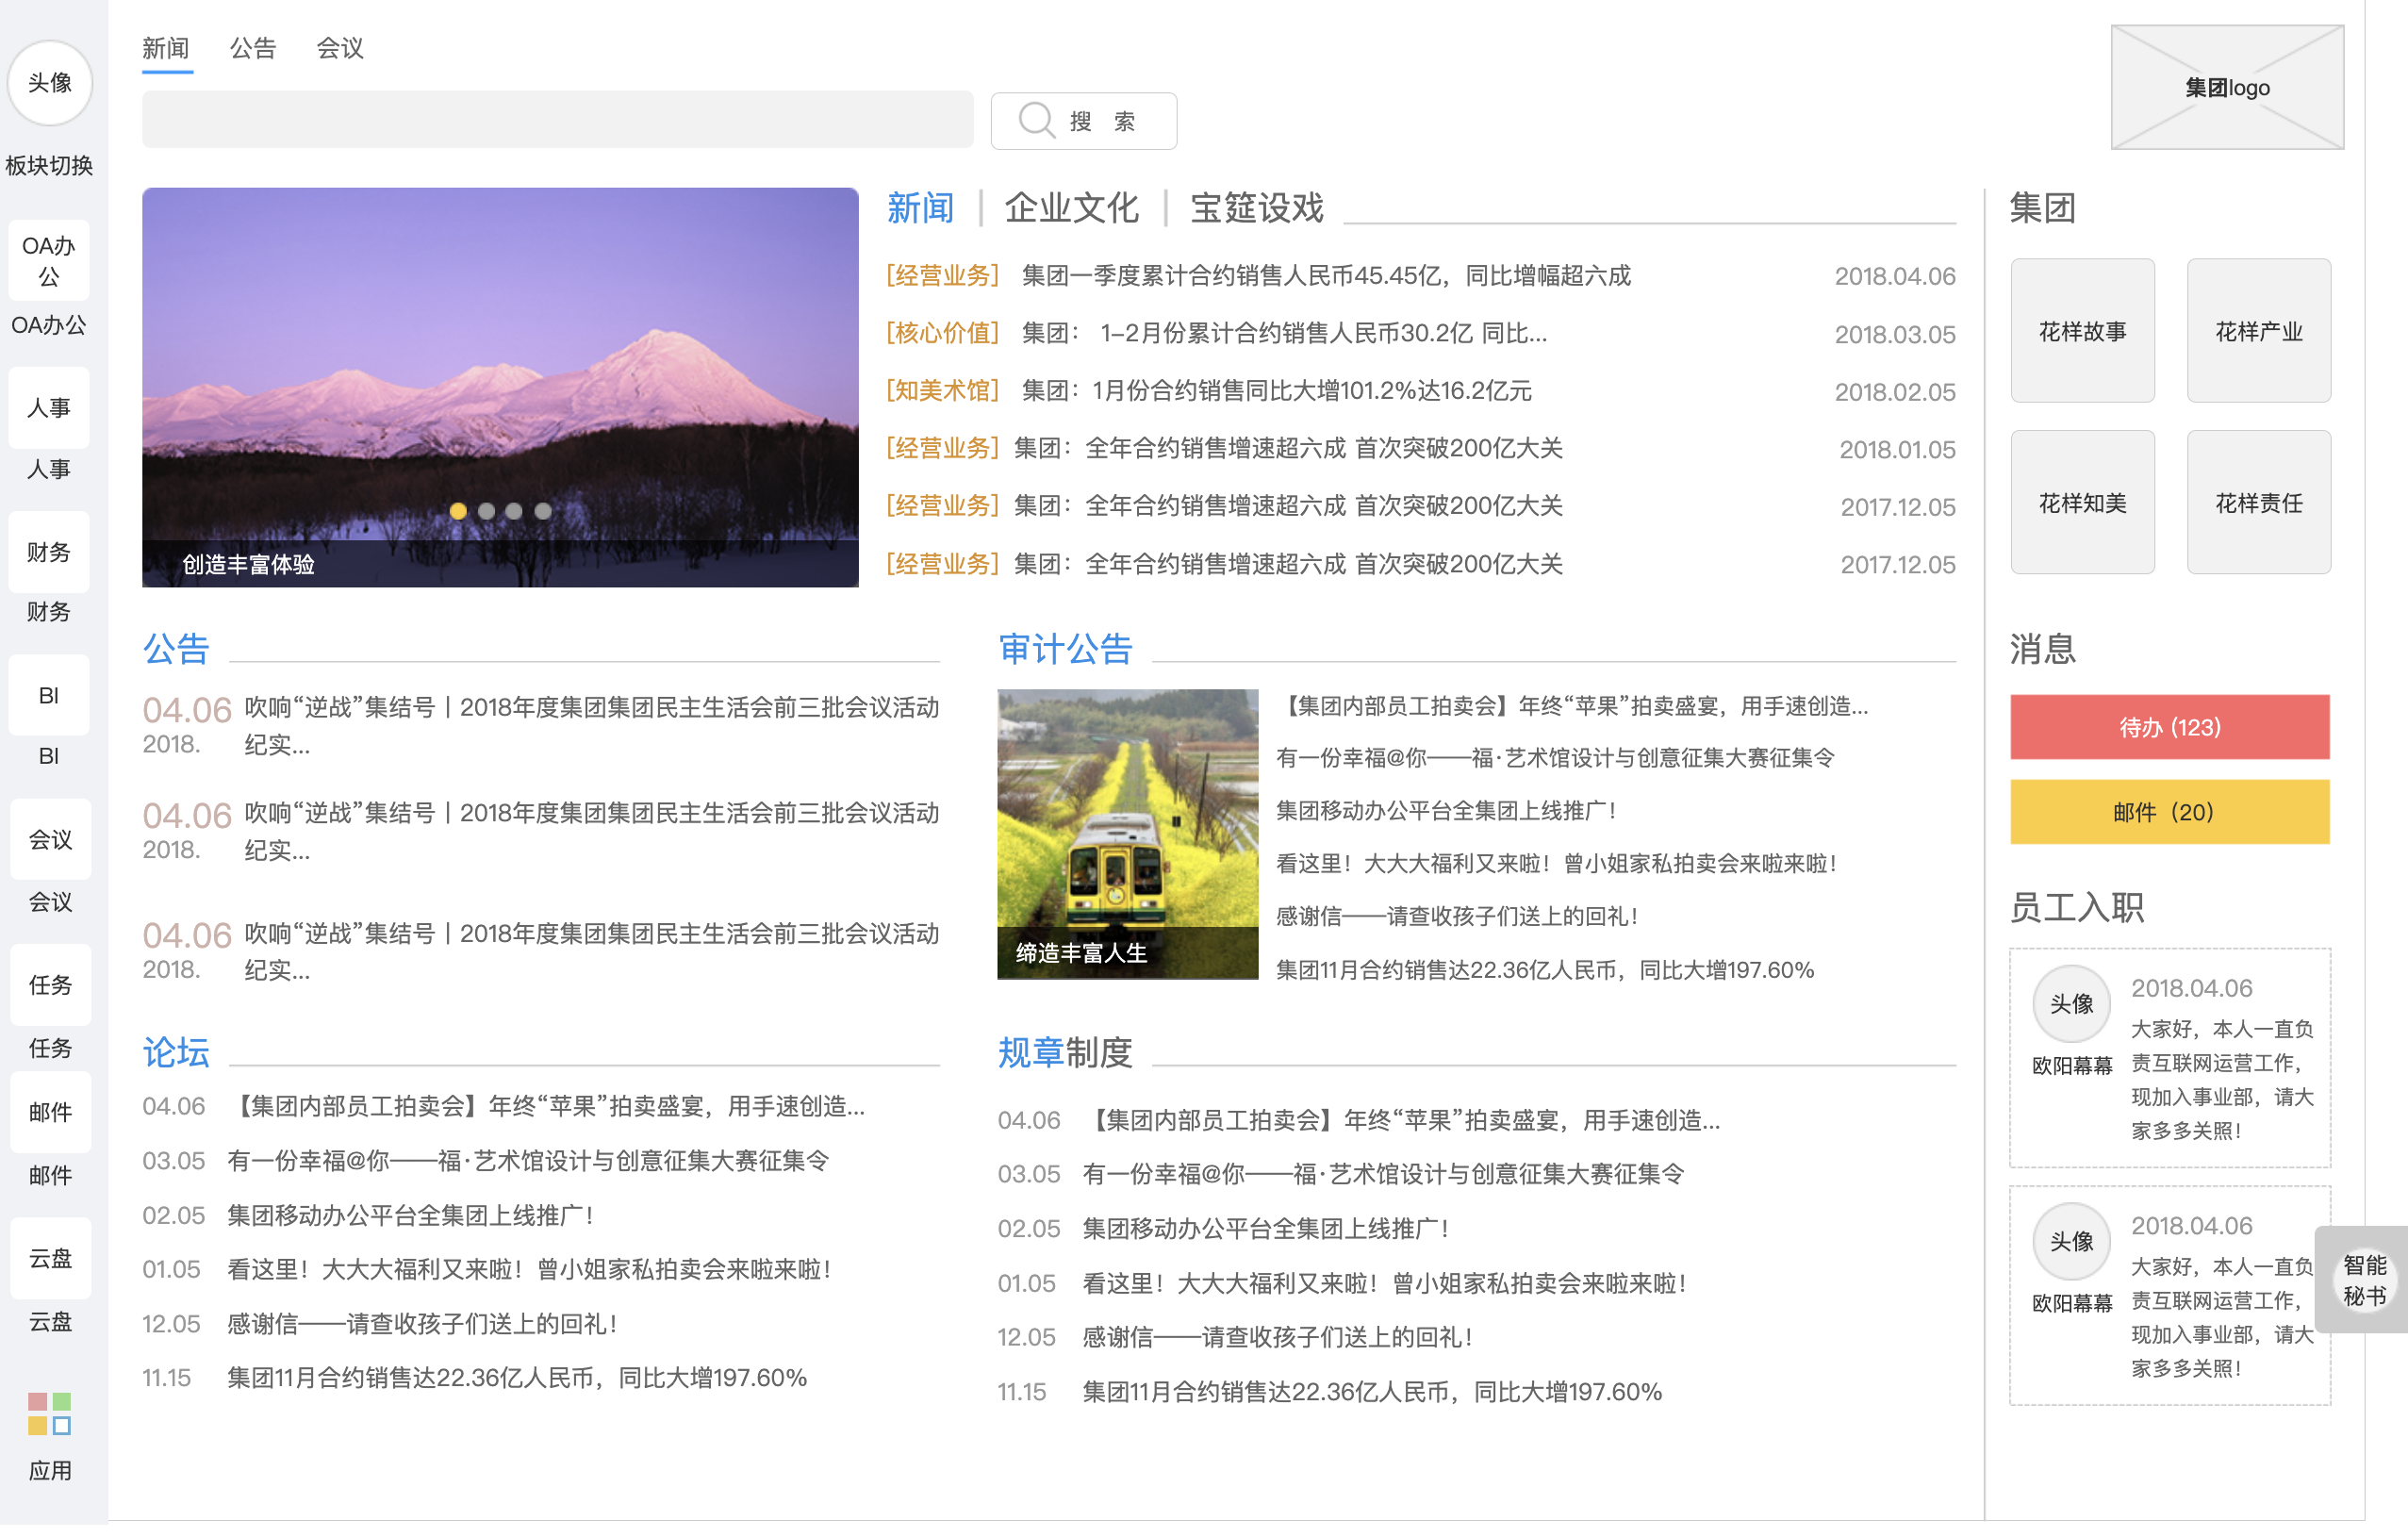 头像
板块切换
OA办
公
OA办公
人事
人事
财务
财务
BI
BI
会议
会议
任务
任务
邮件
邮件
云盘
云盘
应用
新闻 公告 会议
搜 索
集团logo
创造丰富体验
新闻 企业文化 宝筵设戏
[经营业务] 集团一季度累计合约销售人民币45.45亿，同比增幅超六成 2018.04.06
[核心价值] 集团： 1-2月份累计合约销售人民币30.2亿 同比... 2018.03.05
[知美术馆] 集团：1月份合约销售同比大增101.2%达16.2亿元 2018.02.05
[经营业务] 集团：全年合约销售增速超六成 首次突破200亿大关 2018.01.05
[经营业务] 集团：全年合约销售增速超六成 首次突破200亿大关 2017.12.05
[经营业务] 集团：全年合约销售增速超六成 首次突破200亿大关 2017.12.05
公告
04.06 吹响“逆战”集结号丨2018年度集团集团民主生活会前三批会议活动
2018. 纪实...
04.06 吹响“逆战”集结号丨2018年度集团集团民主生活会前三批会议活动
2018. 纪实...
04.06 吹响“逆战”集结号丨2018年度集团集团民主生活会前三批会议活动
2018. 纪实...
审计公告
缔造丰富人生
【集团内部员工拍卖会】年终“苹果”拍卖盛宴，用手速创造...
有一份幸福@你——福·艺术馆设计与创意征集大赛征集令
集团移动办公平台全集团上线推广！
看这里！大大大福利又来啦！曾小姐家私拍卖会来啦来啦！
感谢信——请查收孩子们送上的回礼！
集团11月合约销售达22.36亿人民币，同比大增197.60%
论坛
04.06 【集团内部员工拍卖会】年终“苹果”拍卖盛宴，用手速创造...
03.05 有一份幸福@你——福·艺术馆设计与创意征集大赛征集令
02.05 集团移动办公平台全集团上线推广！
01.05 看这里！大大大福利又来啦！曾小姐家私拍卖会来啦来啦！
12.05 感谢信——请查收孩子们送上的回礼！
11.15 集团11月合约销售达22.36亿人民币，同比大增197.60%
规章制度
04.06 【集团内部员工拍卖会】年终“苹果”拍卖盛宴，用手速创造...
03.05 有一份幸福@你——福·艺术馆设计与创意征集大赛征集令
02.05 集团移动办公平台全集团上线推广！
01.05 看这里！大大大福利又来啦！曾小姐家私拍卖会来啦来啦！
12.05 感谢信——请查收孩子们送上的回礼！
11.15 集团11月合约销售达22.36亿人民币，同比大增197.60%
集团
花样故事 花样产业
花样知美 花样责任
消息
待办 (123)
邮件（20）
员工入职
头像
欧阳幕幕
2018.04.06
大家好，本人一直负
责互联网运营工作，
现加入事业部，请大
家多多关照！
头像
欧阳幕幕
2018.04.06
大家好，本人一直负
责互联网运营工作，
现加入事业部，请大
家多多关照！
智能
秘书